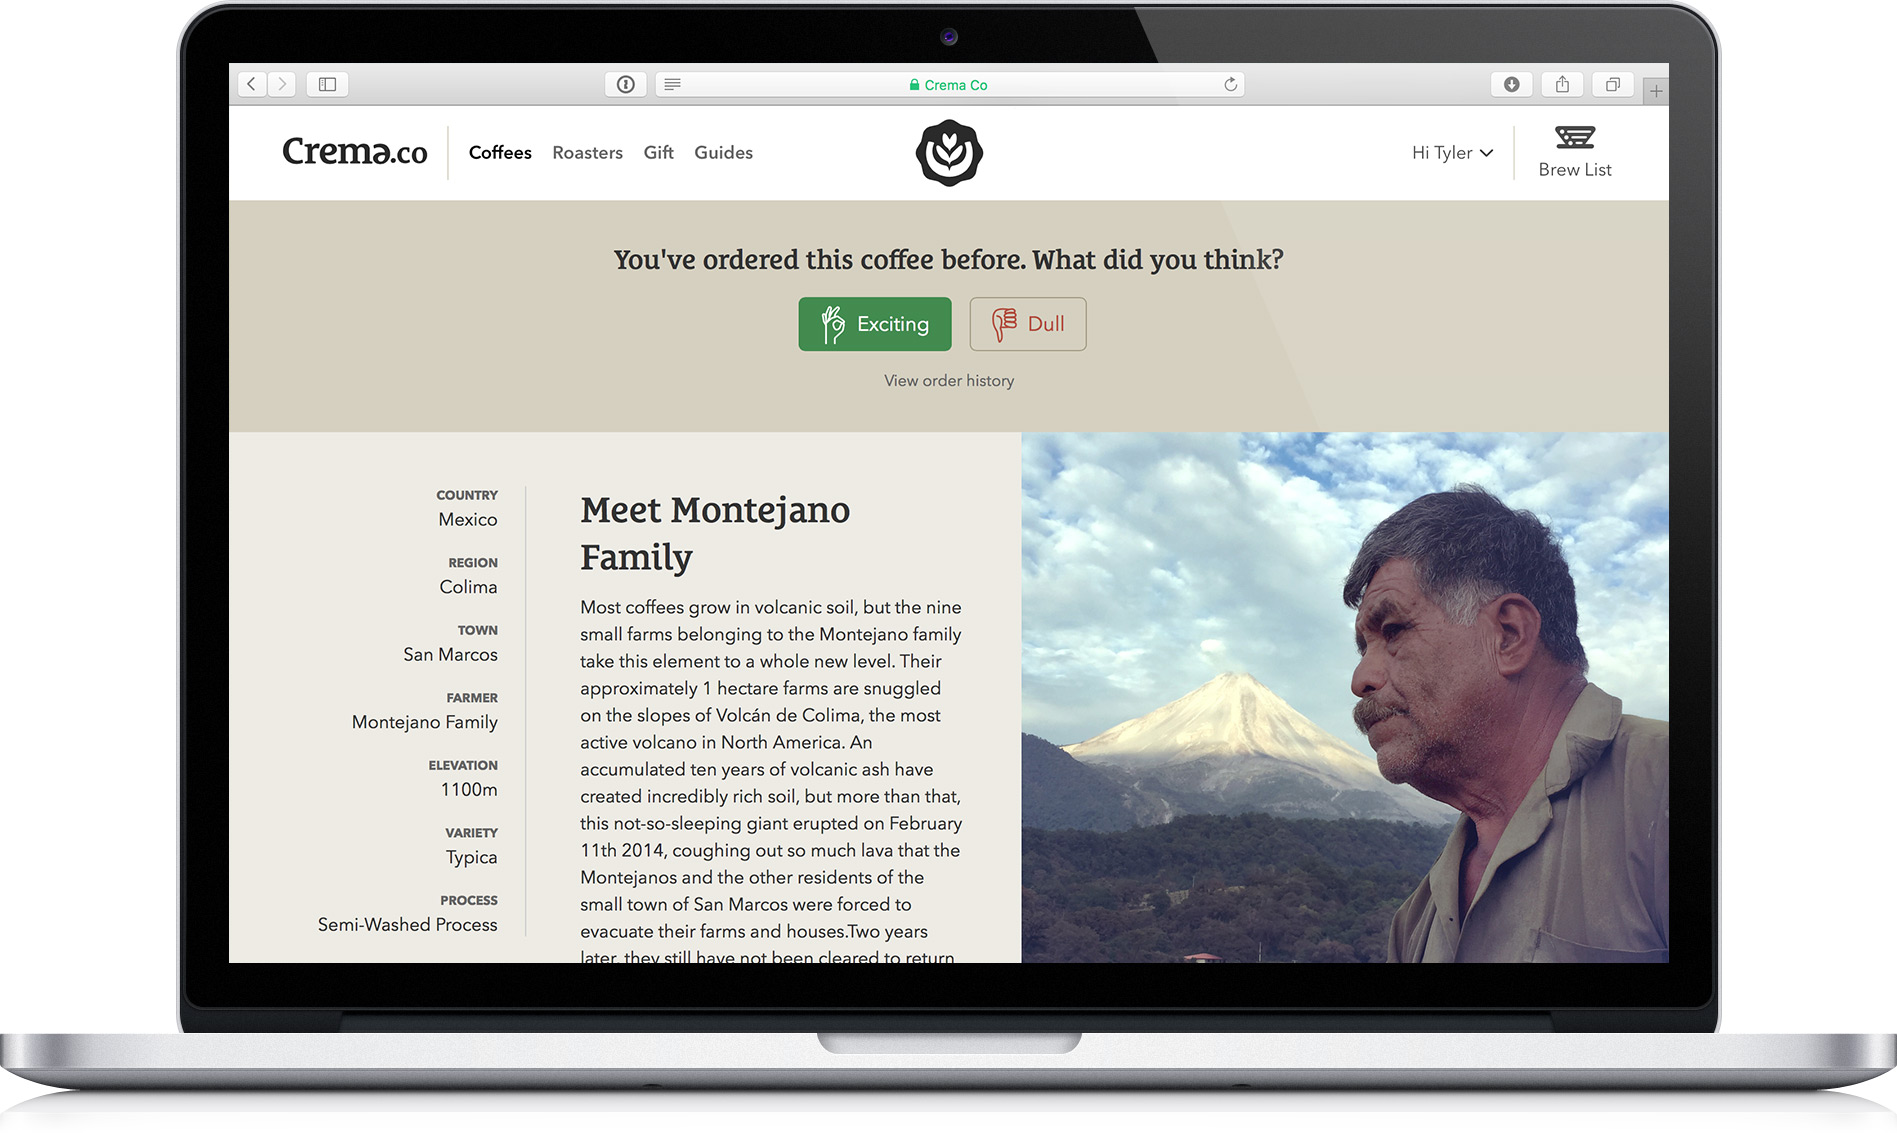 Crema Co
Crema.co
Coffees Roasters Gift Guides
Hi Tyler
Brew List
You've ordered this coffee before. What did you think?
Exciting
Dull
View order history
COUNTRY
Mexico
REGION
Colima
TOWN
San Marcos
FARMER
Montejano Family
ELEVATION
1100m
VARIETY
Typica
PROCESS
Semi-Washed Process
Meet Montejano
Family
Most coffees grow in volcanic soil, but the nine
small farms belonging to the Montejano family
take this element to a whole new level. Their
approximately 1 hectare farms are snuggled
on the slopes of Volcán de Colima, the most
active volcano in North America. An
accumulated ten years of volcanic ash have
created incredibly rich soil, but more than that,
this not-so-sleeping giant erupted on February
11th 2014, coughing out so much lava that the
Montejanos and the other residents of the
small town of San Marcos were forced to
evacuate their farms and houses.Two years
later, they still have not been cleared to return